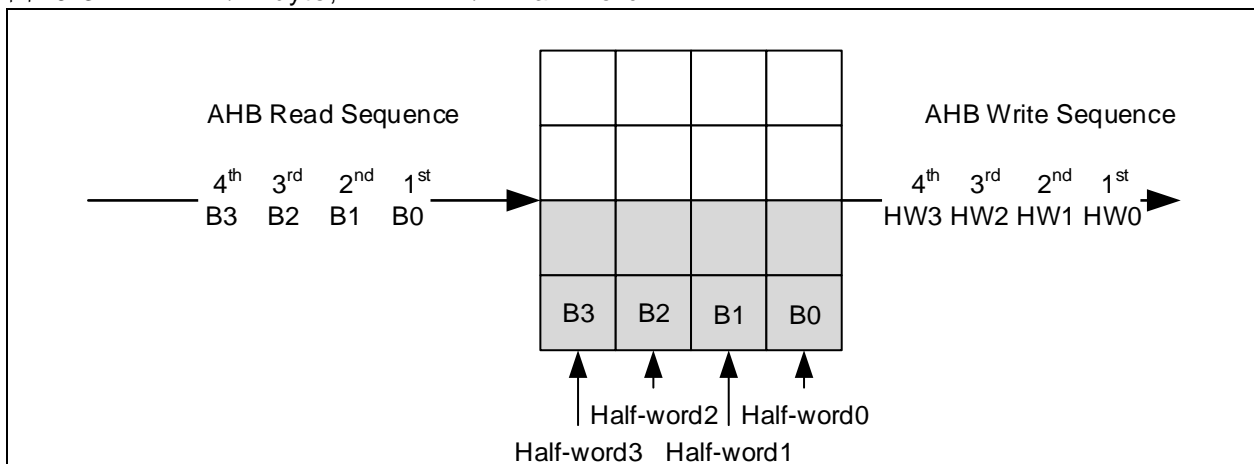 AHB Read Sequence
AHB Write Sequence
4th 3rd 2nd 1st
B3 B2 B1 B0
4th 3rd 2nd 1st
HW3 HW2 HW1 HW0
B3 B2 B1 B0
Half-word2 Half-word0
Half-word3 Half-word1